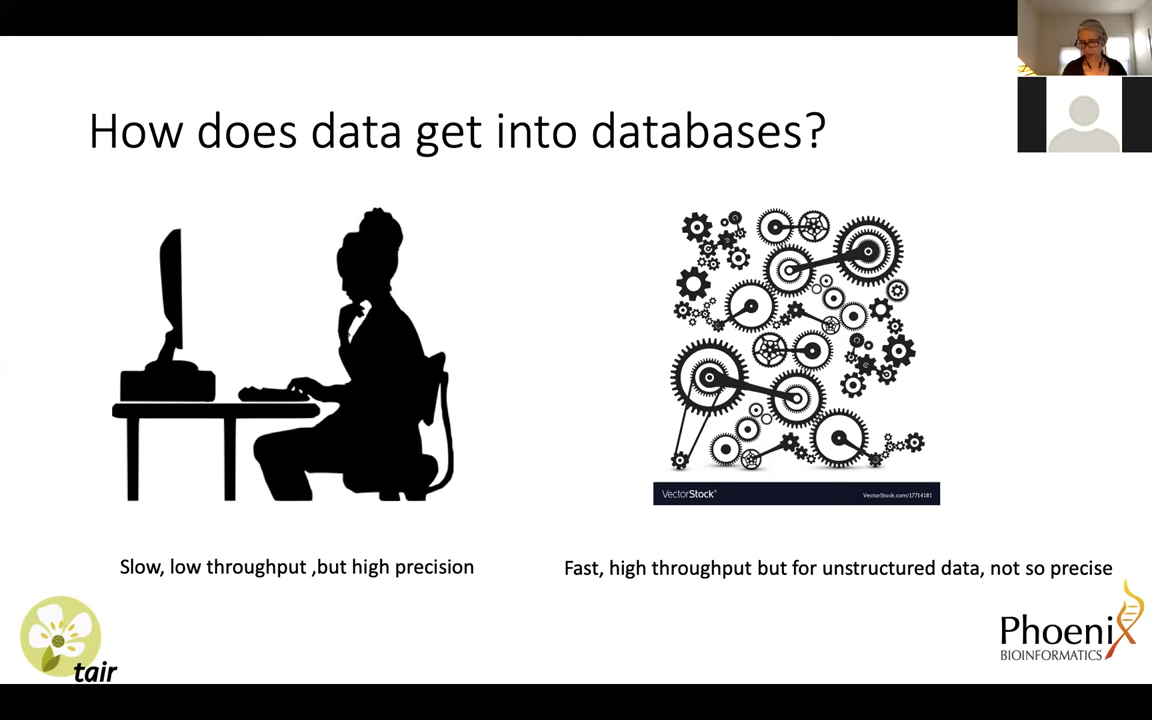 How does data get into databases?
VectorStock®
VectorStock.com/17714181
Slow, low throughput ,but high precision
Fast, high throughput but for unstructured data, not so precise
tair
Phoenix
BIOINFORMATICS